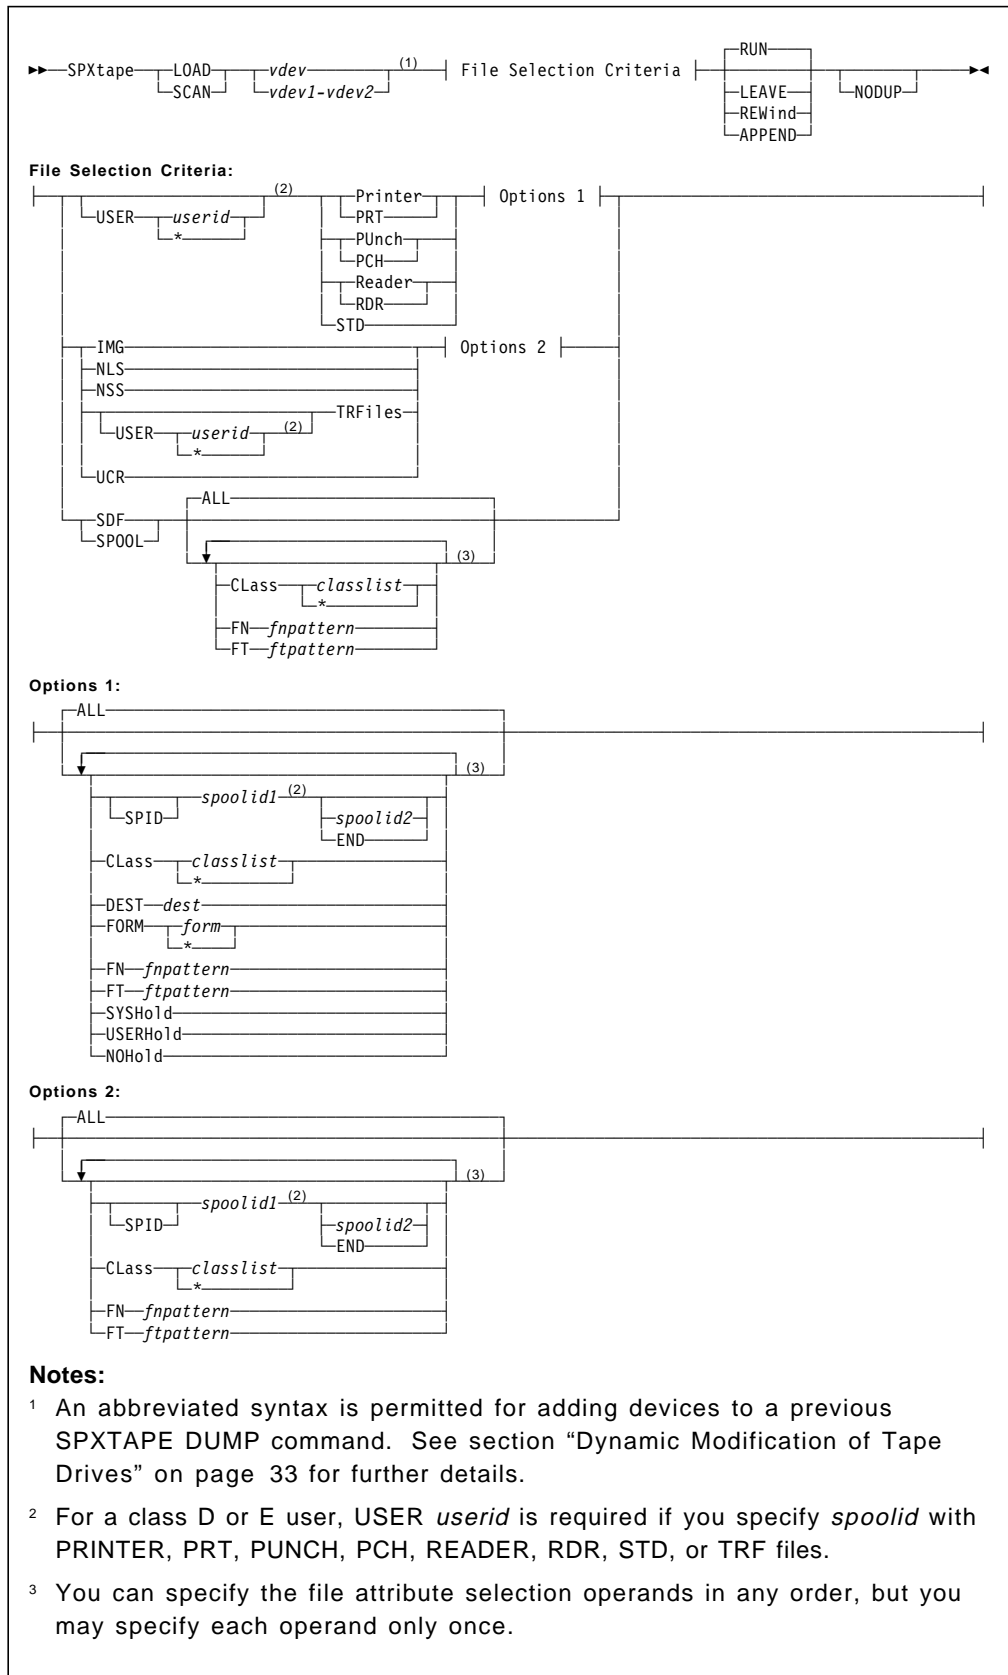 RUN
SPXtape LOAD vdev (1) File Selection Criteria
SCAN vdev1-vdev2 LEAVE NODUP
REWind
APPEND
File Selection Criteria:
(2) Printer Options 1
USER userid PRT
* PUnch
PCH
Reader
RDR
STD
IMG Options 2
NLS
NSS
TRFiles
USER userid (2)
*
UCR
ALL
SDF
SPOOL
(3)
CLass classlist
*
FN fnpattern
FT ftpattern
Options 1:
ALL
(3)
spoolid1 (2)
SPID spoolid2
END
CLass classlist
*
DEST dest
FORM form
*
FN fnpattern
FT ftpattern
SYSHold
USERHold
NOHold
Options 2:
ALL
(3)
spoolid1 (2)
SPID spoolid2
END
CLass classlist
*
FN fnpattern
FT ftpattern
Notes:
1 An abbreviated syntax is permitted for adding devices to a previous
SPXTAPE DUMP command. See section “Dynamic Modification of Tape
Drives” on page 33 for further details.
2 For a class D or E user, USER userid is required if you specify spoolid with
PRINTER, PRT, PUNCH, PCH, READER, RDR, STD, or TRF files.
3 You can specify the file attribute selection operands in any order, but you
may specify each operand only once.